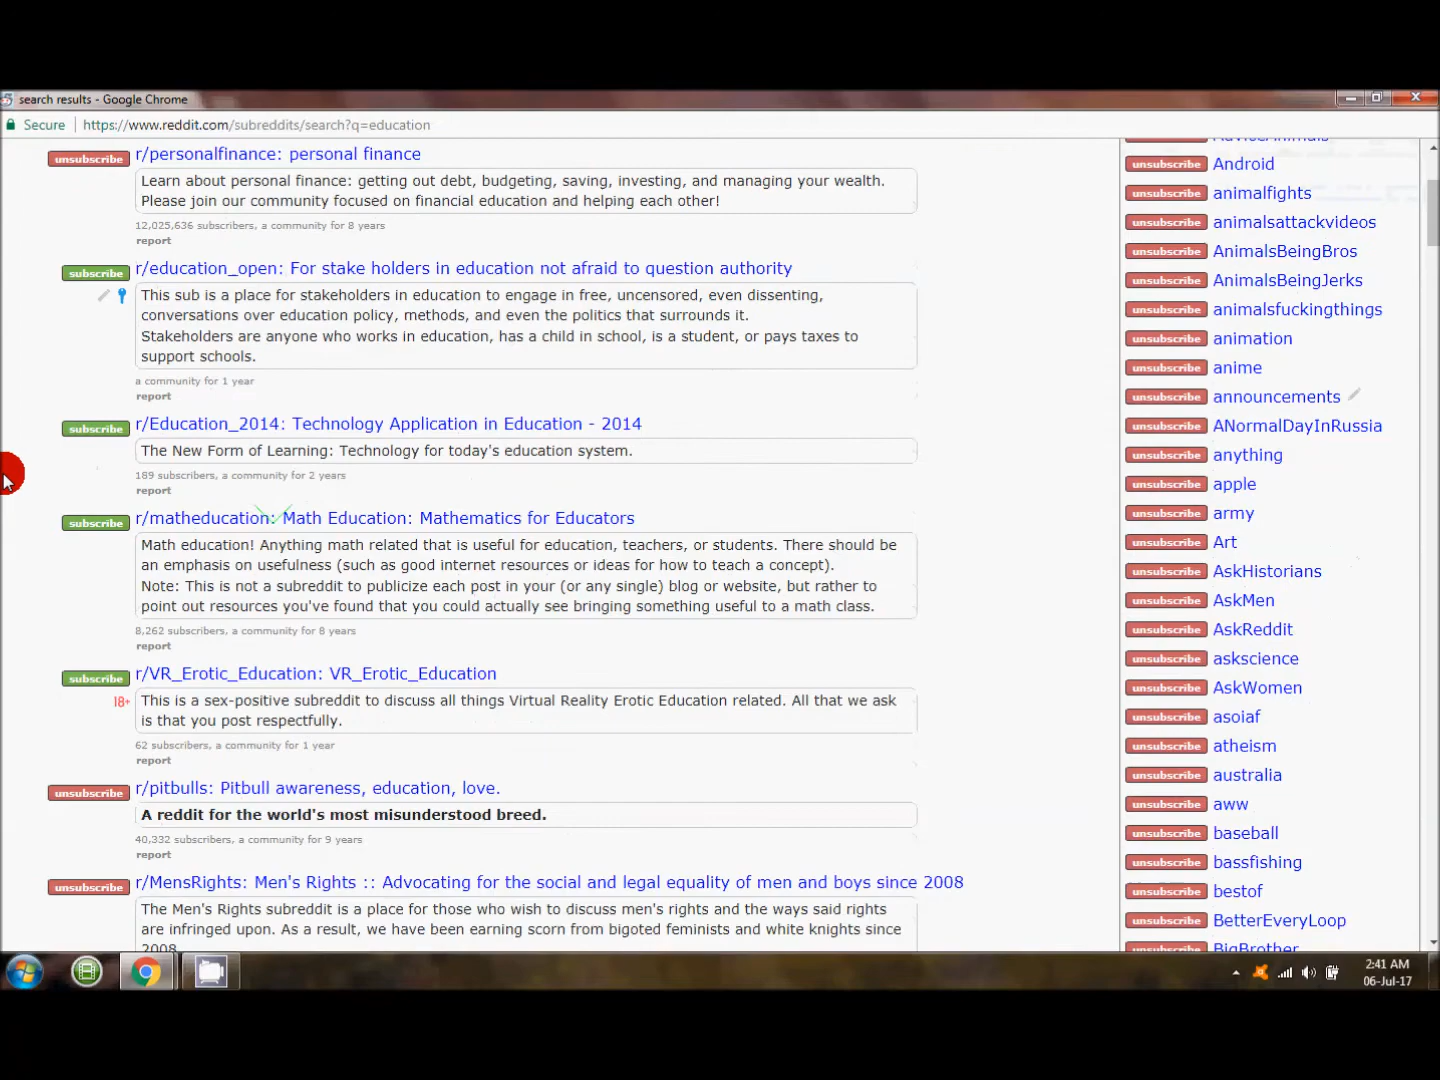 search results - Google Chrome
Secure https://www.reddit.com/subreddits/search?q=education
unsubscribe r/personalfinance: personal finance
Learn about personal finance: getting out debt, budgeting, saving, investing, and managing your wealth.
Please join our community focused on financial education and helping each other!
12,025,636 subscribers, a community for 8 years
report
subscribe r/education_open: For stake holders in education not afraid to question authority
This sub is a place for stakeholders in education to engage in free, uncensored, even dissenting,
conversations over education policy, methods, and even the politics that surrounds it.
Stakeholders are anyone who works in education, has a child in school, is a student, or pays taxes to
support schools.
a community for 1 year
report
subscribe r/Education_2014: Technology Application in Education - 2014
The New Form of Learning: Technology for today's education system.
189 subscribers, a community for 2 years
report
subscribe r/matheducation: Math Education: Mathematics for Educators
Math education! Anything math related that is useful for education, teachers, or students. There should be
an emphasis on usefulness (such as good internet resources or ideas for how to teach a concept).
Note: This is not a subreddit to publicize each post in your (or any single) blog or website, but rather to
point out resources you've found that you could actually see bringing something useful to a math class.
8,262 subscribers, a community for 8 years
report
subscribe r/VR_Erotic_Education: VR_Erotic_Education
18+ This is a sex-positive subreddit to discuss all things Virtual Reality Erotic Education related. All that we ask
is that you post respectfully.
62 subscribers, a community for 1 year
report
unsubscribe r/pitbulls: Pitbull awareness, education, love.
A reddit for the world's most misunderstood breed.
40,332 subscribers, a community for 9 years
report
unsubscribe r/MensRights: Men's Rights :: Advocating for the social and legal equality of men and boys since 2008
The Men's Rights subreddit is a place for those who wish to discuss men's rights and the ways said rights
are infringed upon. As a result, we have been earning scorn from bigoted feminists and white knights since
2008.
AdviceAnimals
unsubscribe Android
unsubscribe animalfights
unsubscribe animalsattackvideos
unsubscribe AnimalsBeingBros
unsubscribe AnimalsBeingJerks
unsubscribe animalsfuckingthings
unsubscribe animation
unsubscribe anime
unsubscribe announcements
unsubscribe ANormalDayInRussia
unsubscribe anything
unsubscribe apple
unsubscribe army
unsubscribe Art
unsubscribe AskHistorians
unsubscribe AskMen
unsubscribe AskReddit
unsubscribe askscience
unsubscribe AskWomen
unsubscribe asoiaf
unsubscribe atheism
unsubscribe australia
unsubscribe aww
unsubscribe baseball
unsubscribe bassfishing
unsubscribe bestof
unsubscribe BetterEveryLoop
unsubscribe BigBrother
2:41 AM
06-Jul-17